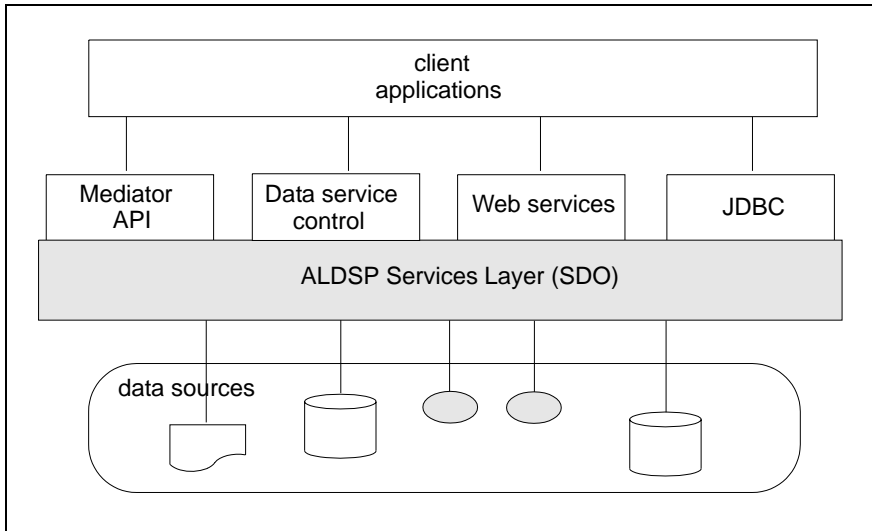 client
applications
Mediator
API
Data service
control
Web services
JDBC
ALDSP Services Layer (SDO)
data sources